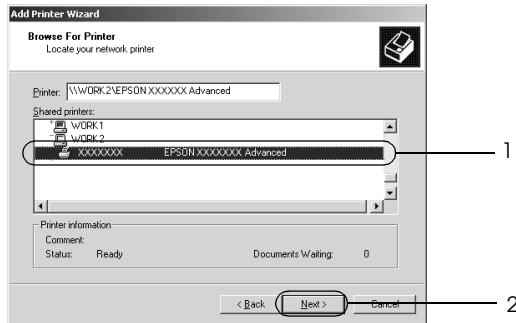 Add Printer Wizard
Browse For Printer
Locate your network printer
Printer: \\WORK2\EPSON XXXXXX Advanced
Shared printers:
WORK1
WORK2
XXXXXXX EPSON XXXXXXX Advanced
1
Printer information
Comment:
Status: Ready Documents Waiting: 0
< Back Next > Cancel
2